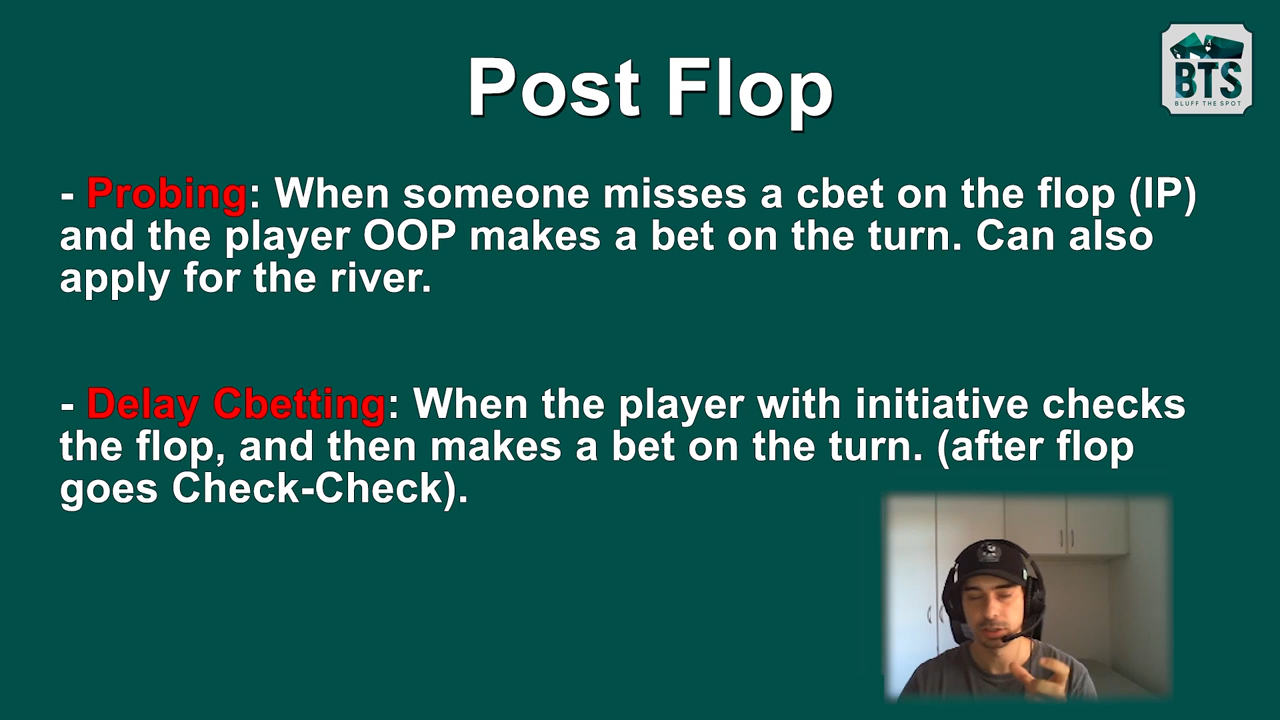 Post Flop
BTS
BLUFF THE SPOT
- Probing: When someone misses a cbet on the flop (IP)
and the player OOP makes a bet on the turn. Can also
apply for the river.
- Delay Cbetting: When the player with initiative checks
the flop, and then makes a bet on the turn. (after flop
goes Check-Check).